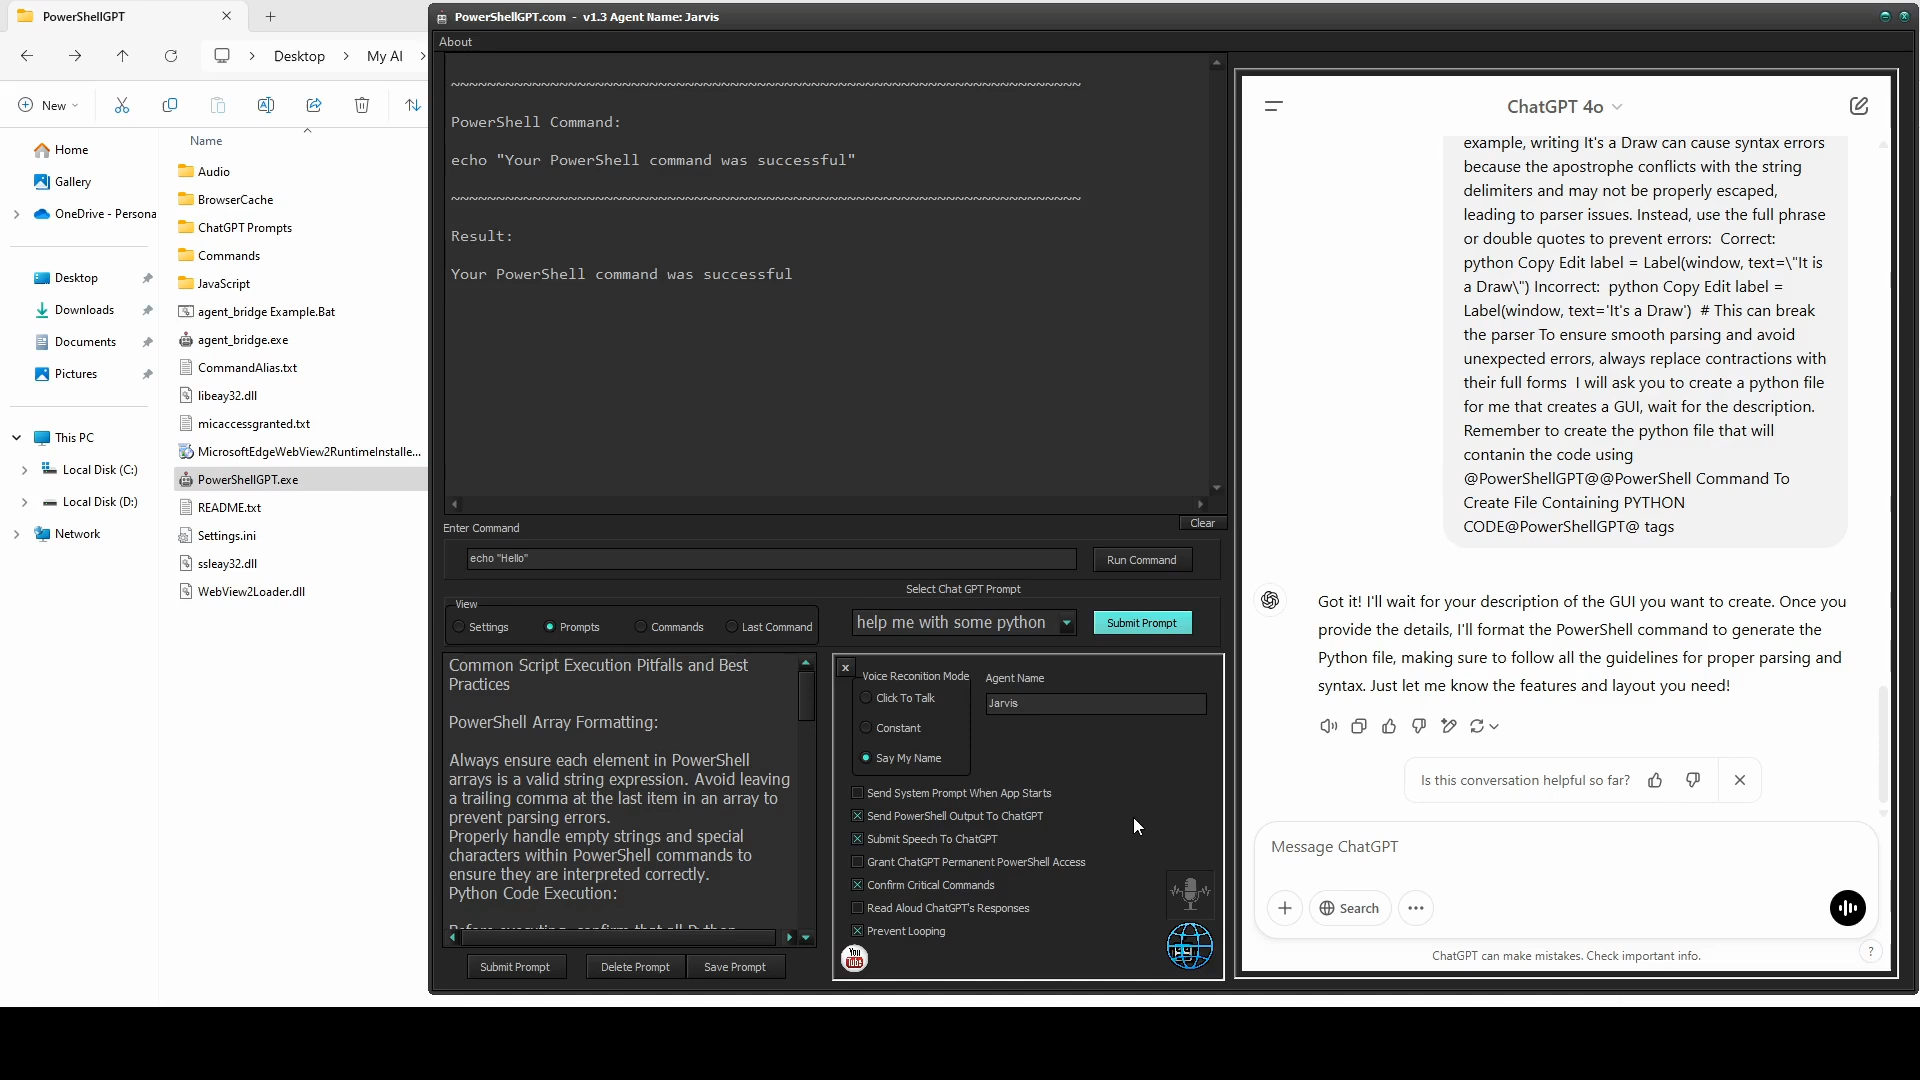 PowerShellGPT
Desktop
My AI
New
Home
Gallery
OneDrive - Persona
Desktop
Downloads
Documents
Pictures
This PC
Local Disk (C:)
Local Disk (D:)
Network
Name
Audio
BrowserCache
ChatGPT Prompts
Commands
JavaScript
agent_bridge Example.Bat
agent_bridge.exe
CommandAlias.txt
libeay32.dll
micaccessgranted.txt
MicrosoftEdgeWebView2RuntimeInstalle...
PowerShellGPT.exe
README.txt
Settings.ini
ssleay32.dll
WebView2Loader.dll
PowerShellGPT.com - v1.3 Agent Name: Jarvis
About
~~~~~~~~~~~~~~~~~~~~~~~~~~~~~~~~~~~~~~~~~~~~~~~~~~~~~~~~~~~~~~~~~~~~~~
PowerShell Command:
echo "Your PowerShell command was successful"
~~~~~~~~~~~~~~~~~~~~~~~~~~~~~~~~~~~~~~~~~~~~~~~~~~~~~~~~~~~~~~~~~~~~~~
Result:
Your PowerShell command was successful
Clear
Enter Command
echo "Hello"
Run Command
Select Chat GPT Prompt
View
Settings
Prompts
Commands
Last Command
help me with some python
Submit Prompt
Common Script Execution Pitfalls and Best
Practices
PowerShell Array Formatting:
Always ensure each element in PowerShell
arrays is a valid string expression. Avoid leaving
a trailing comma at the last item in an array to
prevent parsing errors.
Properly handle empty strings and special
characters within PowerShell commands to
ensure they are interpreted correctly.
Python Code Execution:
Before executing, confirm that all Python
Submit Prompt
Delete Prompt
Save Prompt
x
Voice Reconition Mode
Click To Talk
Constant
Say My Name
Agent Name
Jarvis
Send System Prompt When App Starts
Send PowerShell Output To ChatGPT
Submit Speech To ChatGPT
Grant ChatGPT Permanent PowerShell Access
Confirm Critical Commands
Read Aloud ChatGPT's Responses
Prevent Looping
You
Tube
ChatGPT 4o
example, writing It's a Draw can cause syntax errors
because the apostrophe conflicts with the string
delimiters and may not be properly escaped,
leading to parser issues. Instead, use the full phrase
or double quotes to prevent errors: Correct:
python Copy Edit label = Label(window, text=\"It is
a Draw\") Incorrect: python Copy Edit label =
Label(window, text='It's a Draw') # This can break
the parser To ensure smooth parsing and avoid
unexpected errors, always replace contractions with
their full forms I will ask you to create a python file
for me that creates a GUI, wait for the description.
Remember to create the python file that will
contanin the code using
@PowerShellGPT@@PowerShell Command To
Create File Containing PYTHON
CODE@PowerShellGPT@ tags
Got it! I'll wait for your description of the GUI you want to create. Once you
provide the details, I'll format the PowerShell command to generate the
Python file, making sure to follow all the guidelines for proper parsing and
syntax. Just let me know the features and layout you need!
Is this conversation helpful so far?
Message ChatGPT
Search
ChatGPT can make mistakes. Check important info.
?